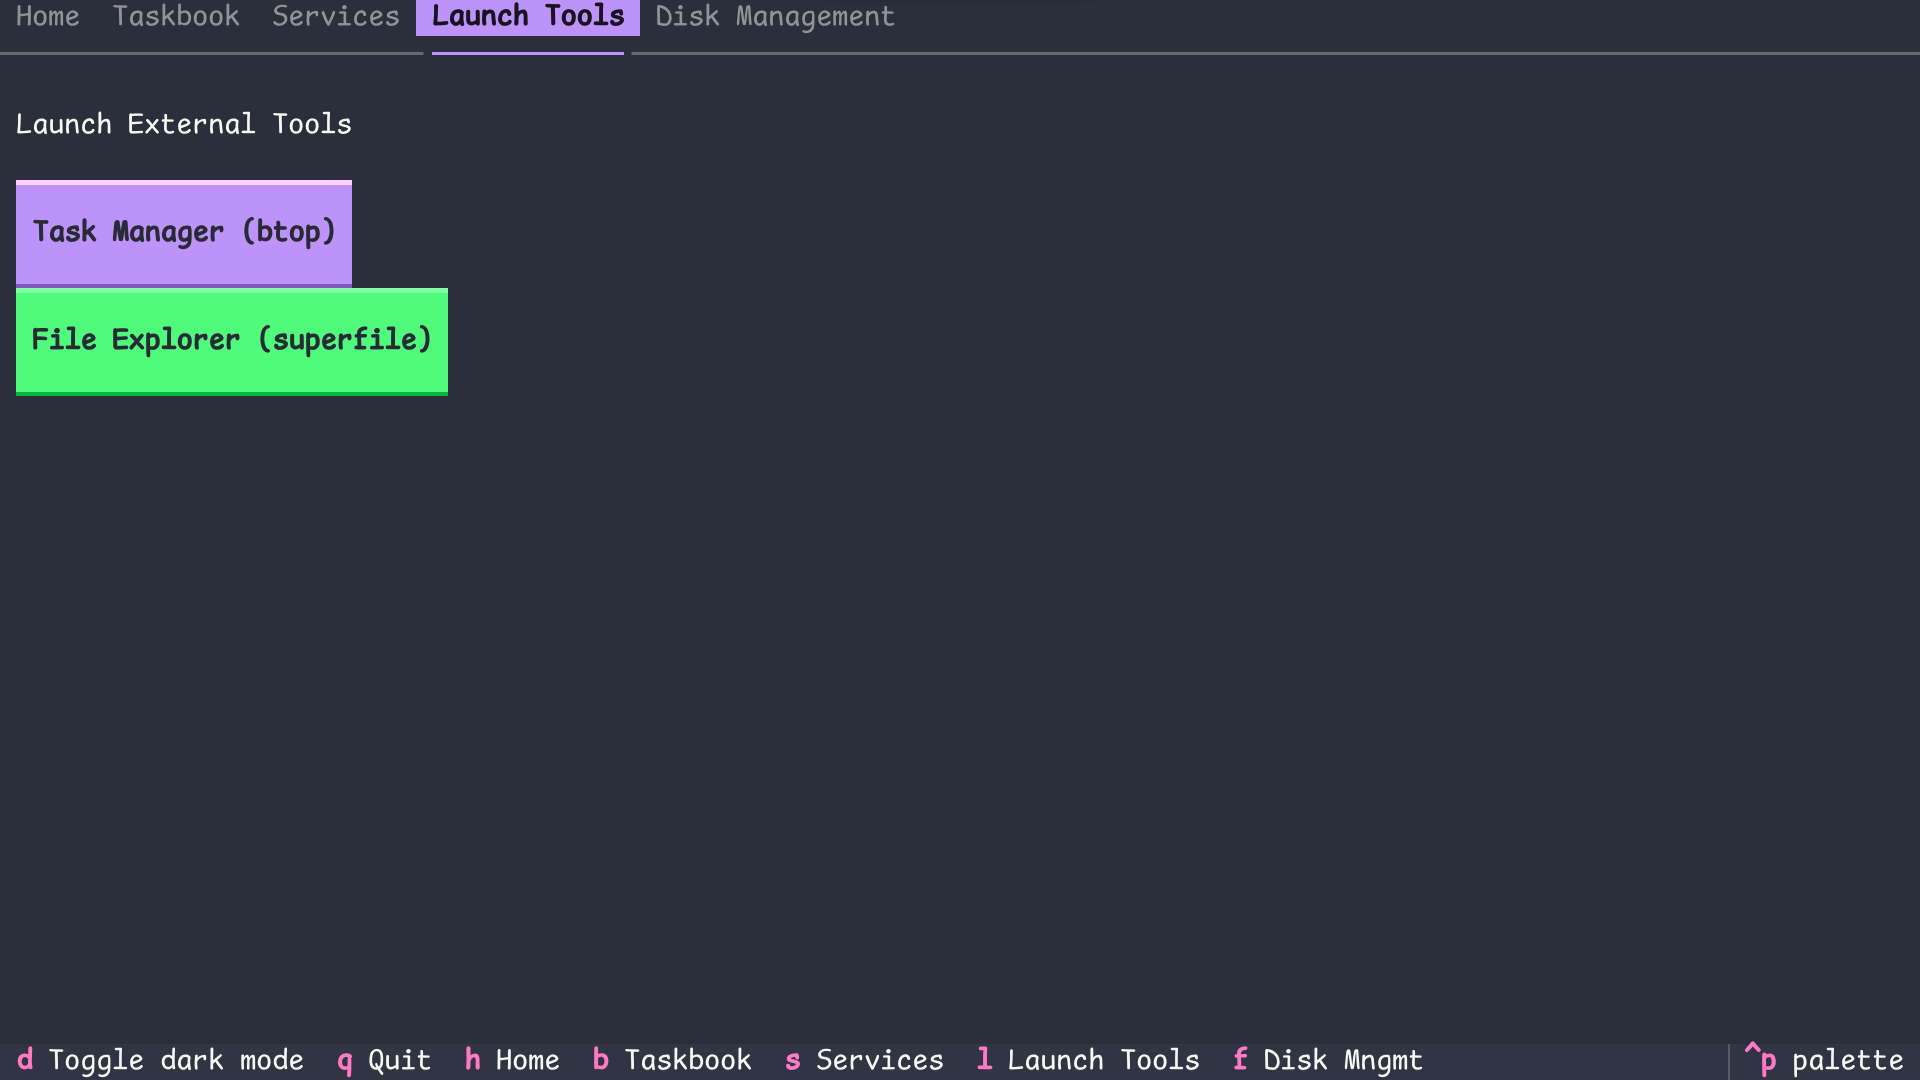 Home Taskbook Services Launch Tools Disk Management
Launch External Tools
Task Manager (btop)
File Explorer (superfile)
d Toggle dark mode q Quit h Home b Taskbook s Services l Launch Tools f Disk Mngmt ^p palette